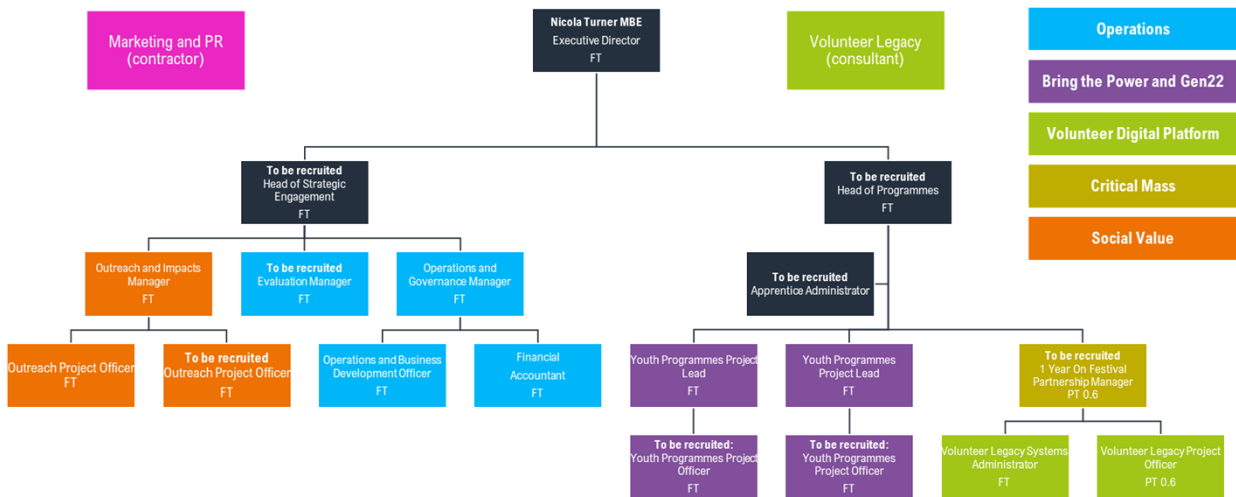 Marketing and PR
(contractor)
Nicola Turner MBE
Executive Director
FT
Volunteer Legacy
(consultant)
Operations
Bring the Power and Gen22
Volunteer Digital Platform
Critical Mass
Social Value
To be recruited
Head of Strategic
Engagement
FT
To be recruited
Head of Programmes
FT
Outreach and Impacts
Manager
FT
To be recruited
Evaluation Manager
FT
Operations and
Governance Manager
FT
To be recruited
Apprentice Administrator
Outreach Project Officer
FT
To be recruited
Outreach Project Officer
FT
Operations and Business
Development Officer
FT
Financial
Accountant
FT
Youth Programmes Project
Lead
FT
Youth Programmes
Project Lead
FT
To be recruited
1 Year On Festival
Partnership Manager
PT 0.6
To be recruited:
Youth Programmes Project
Officer
FT
To be recruited:
Youth Programmes
Project Officer
FT
Volunteer Legacy Systems
Administrator
FT
Volunteer Legacy Project
Officer
PT 0.6